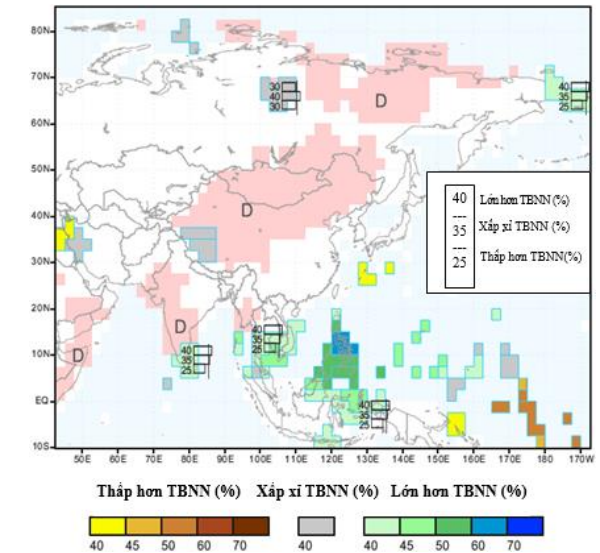 80N
70N
60N
50N
40N
30N
20N
10N
EQ
10S
50E 60E 70E 80E 90E 100E 110E 120E 130E 140E 150E 160E 170E 180 170W
30
40
30
40
35
25
D
D
D
D
40
35
25
40
35
25
40
35
25
40 Lớn hơn TBNN (%)
---
35 Xấp xỉ TBNN (%)
---
25 Thấp hơn TBNN(%)
Thấp hơn TBNN (%) Xấp xỉ TBNN (%) Lớn hơn TBNN (%)
40 45 50 60 70 40 40 45 50 60 70